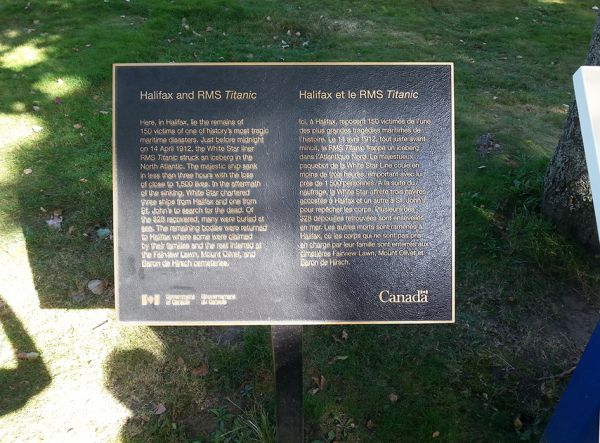 Halifax and RMS Titanic
Here, in Halifax, lie the remains of
150 victims of one of history's most tragic
maritime disasters. Just before midnight
on 14 April 1912, the White Star liner
RMS Titanic struck an iceberg in the
North Atlantic. The majestic ship sank
in less than three hours with the loss
of close to 1,500 lives. In the aftermath
of the sinking, White Star chartered
three ships from Halifax and one from
St. John's to search for the dead. Of
the 328 recovered, many were buried at
sea. The remaining bodies were returned
to Halifax where some were claimed
by their families and the rest interred at
the Fairview Lawn, Mount Olivet, and
Baron de Hirsch cemeteries.
Halifax et le RMS Titanic
Ici, à Halifax, reposent 150 victimes de l'une
des plus grandes tragédies maritimes de
l'histoire. Le 14 avril 1912, tout juste avant
minuit, le RMS Titanic frappa un iceberg
dans l'Atlantique Nord. Le majestueux
paquebot de la White Star Line coula en
moins de trois heures, emportant avec lui
près de 1 500 personnes. À la suite du
naufrage, la White Star affrète trois navires
accostés à Halifax et un autre à St. John's
pour repêcher les corps. Plusieurs des
328 dépouilles retrouvées sont ensevelies
en mer. Les autres morts sont ramenés à
Halifax, où les corps qui ne sont pas pris
en charge par leur famille sont enterrés aux
cimetières Fairview Lawn, Mount Olivet et
Baron de Hirsch.
Government of Canada
Gouvernement du Canada
Canada